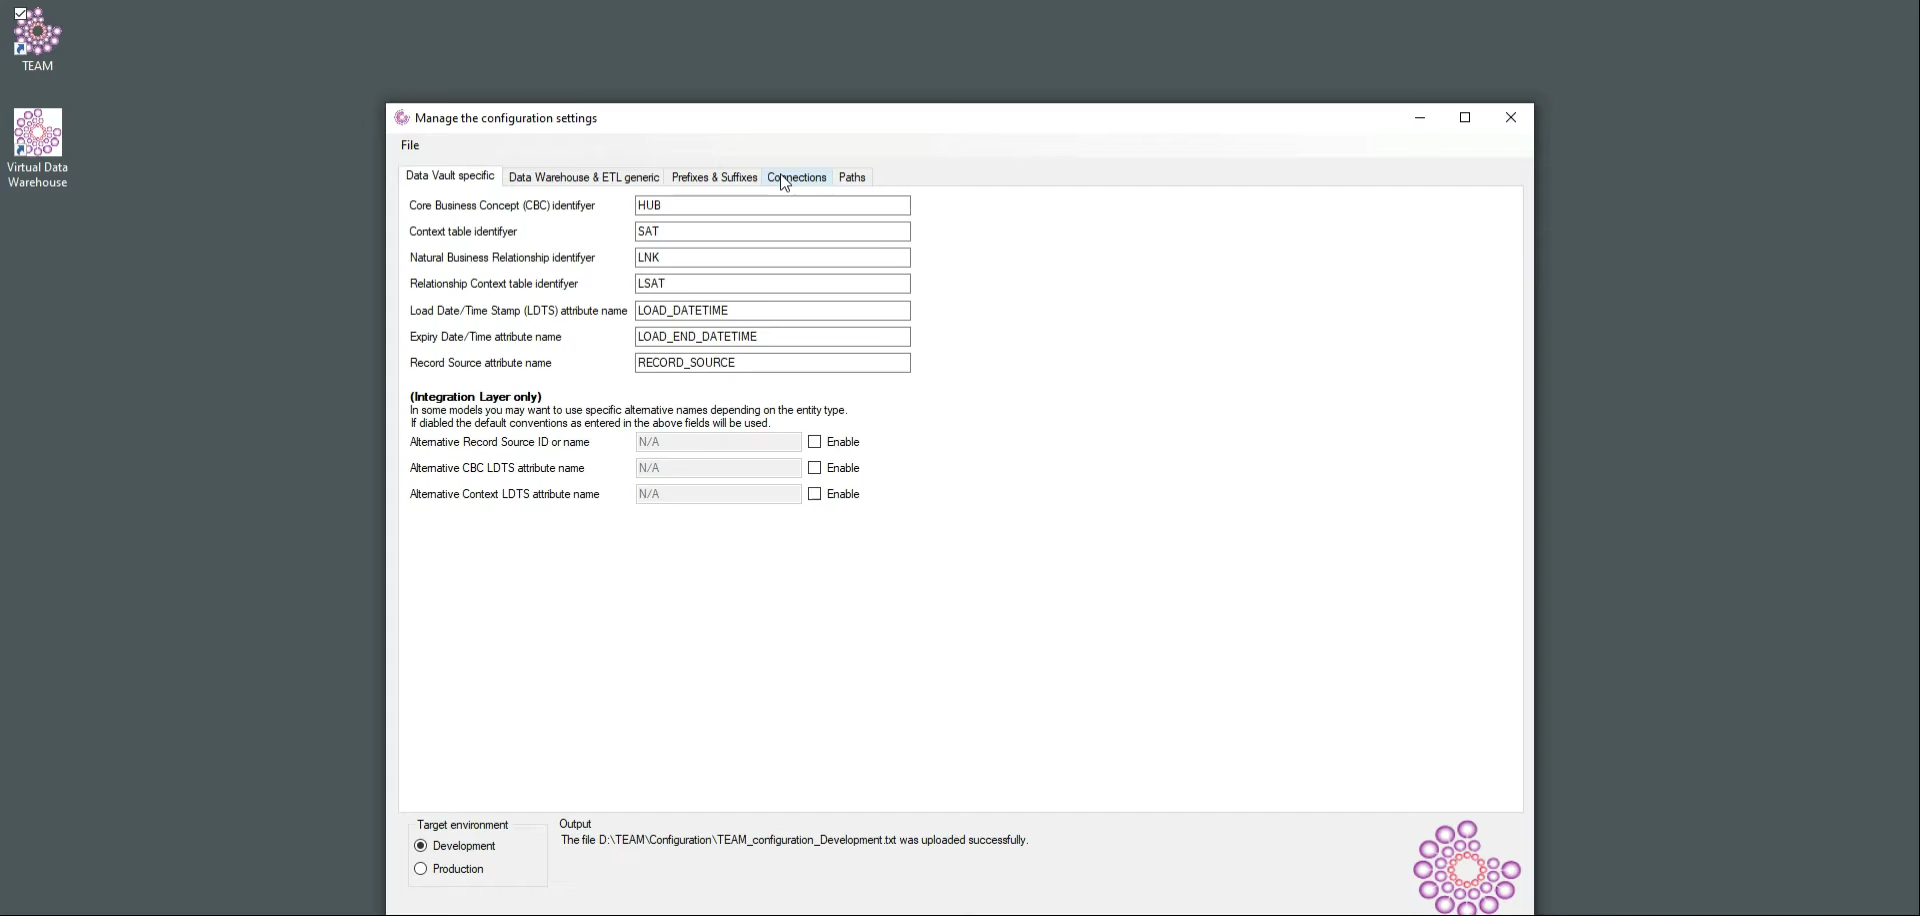 TEAM
Virtual Data
Warehouse
Manage the configuration settings
File
Data Vault specific Data Warehouse & ETL generic Prefixes & Suffixes Connections Paths
Core Business Concept (CBC) identifyer HUB
Context table identifyer SAT
Natural Business Relationship identifyer LNK
Relationship Context table identifyer LSAT
Load Date/Time Stamp (LDTS) attribute name LOAD_DATETIME
Expiry Date/Time attribute name LOAD_END_DATETIME
Record Source attribute name RECORD_SOURCE
(Integration Layer only)
In some models you may want to use specific alternative names depending on the entity type.
If diabled the default conventions as entered in the above fields will be used.
Alternative Record Source ID or name N/A Enable
Alternative CBC LDTS attribute name N/A Enable
Alternative Context LDTS attribute name N/A Enable
Target environment
Development
Production
Output
The file D:\TEAM\Configuration\TEAM_configuration_Development.txt was uploaded successfully.